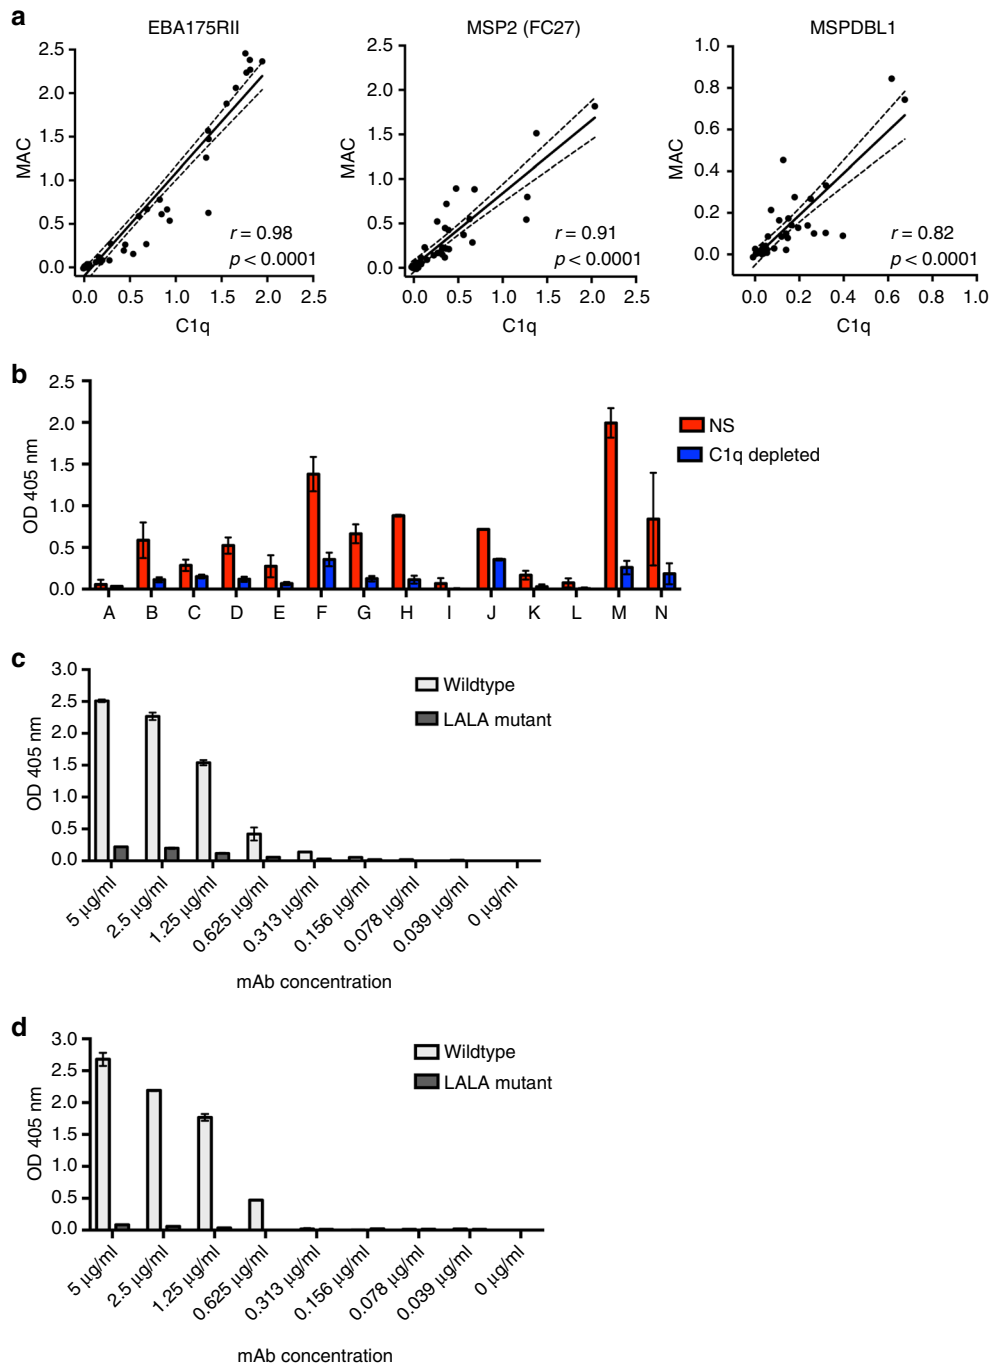 a
EBA175RII
MSP2 (FC27)
MSPDBL1
2.5
2.0
1.5
1.0
0.5
0.0
MAC
r = 0.98
p < 0.0001
0.0 0.5 1.0 1.5 2.0 2.5
C1q
2.5
2.0
1.5
1.0
0.5
0.0
MAC
r = 0.91
p < 0.0001
0.0 0.5 1.0 1.5 2.0 2.5
C1q
1.0
0.8
0.6
0.4
0.2
0.0
MAC
r = 0.82
p < 0.0001
0.0 0.2 0.4 0.6 0.8 1.0
C1q
b
2.5
2.0
1.5
1.0
0.5
0.0
OD 405 nm
NS
C1q depleted
A B C D E F G H I J K L M N
c
3.0
2.5
2.0
1.5
1.0
0.5
0.0
OD 405 nm
Wildtype
LALA mutant
5 µg/ml 2.5 µg/ml 1.25 µg/ml 0.625 µg/ml 0.313 µg/ml 0.156 µg/ml 0.078 µg/ml 0.039 µg/ml 0 µg/ml
mAb concentration
d
3.0
2.5
2.0
1.5
1.0
0.5
0.0
OD 405 nm
Wildtype
LALA mutant
5 µg/ml 2.5 µg/ml 1.25 µg/ml 0.625 µg/ml 0.313 µg/ml 0.156 µg/ml 0.078 µg/ml 0.039 µg/ml 0 µg/ml
mAb concentration